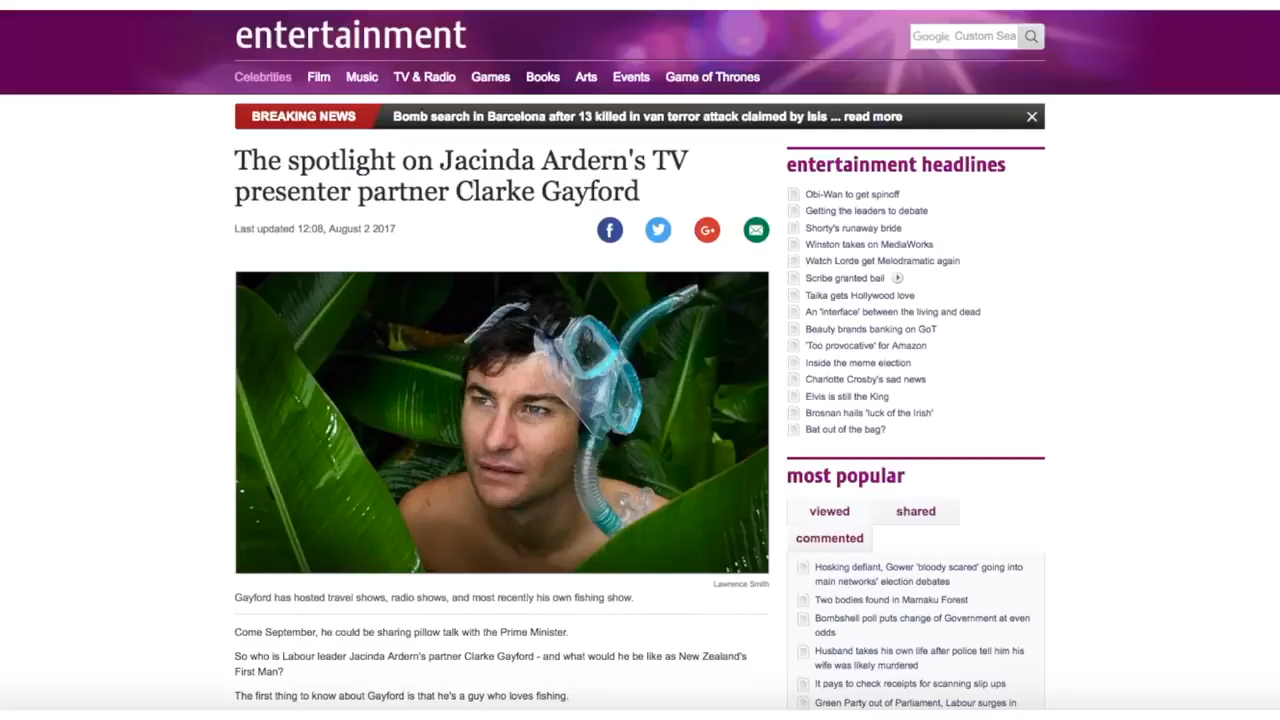 entertainment
Google Custom Sea
Celebrities Film Music TV & Radio Games Books Arts Events Game of Thrones
BREAKING NEWS Bomb search in Barcelona after 13 killed in van terror attack claimed by Isis ... read more
The spotlight on Jacinda Ardern's TV
presenter partner Clarke Gayford
Last updated 12:08, August 2 2017
Lawrence Smith
Gayford has hosted travel shows, radio shows, and most recently his own fishing show.
Come September, he could be sharing pillow talk with the Prime Minister.
So who is Labour leader Jacinda Ardern's partner Clarke Gayford - and what would he be like as New Zealand's
First Man?
The first thing to know about Gayford is that he's a guy who loves fishing.
entertainment headlines
Obi-Wan to get spinoff
Getting the leaders to debate
Shorty's runaway bride
Winston takes on MediaWorks
Watch Lorde get Melodramatic again
Scribe granted bail
Taika gets Hollywood love
An 'interface' between the living and dead
Beauty brands banking on GoT
'Too provocative' for Amazon
Inside the meme election
Charlotte Crosby's sad news
Elvis is still the King
Brosnan hails 'luck of the Irish'
Bat out of the bag?
most popular
viewed shared
commented
Hosking defiant, Gower 'bloody scared' going into
main networks' election debates
Two bodies found in Mamaku Forest
Bombshell poll puts change of Government at even
odds
Husband takes his own life after police tell him his
wife was likely murdered
It pays to check receipts for scanning slip ups
Green Party out of Parliament, Labour surges in